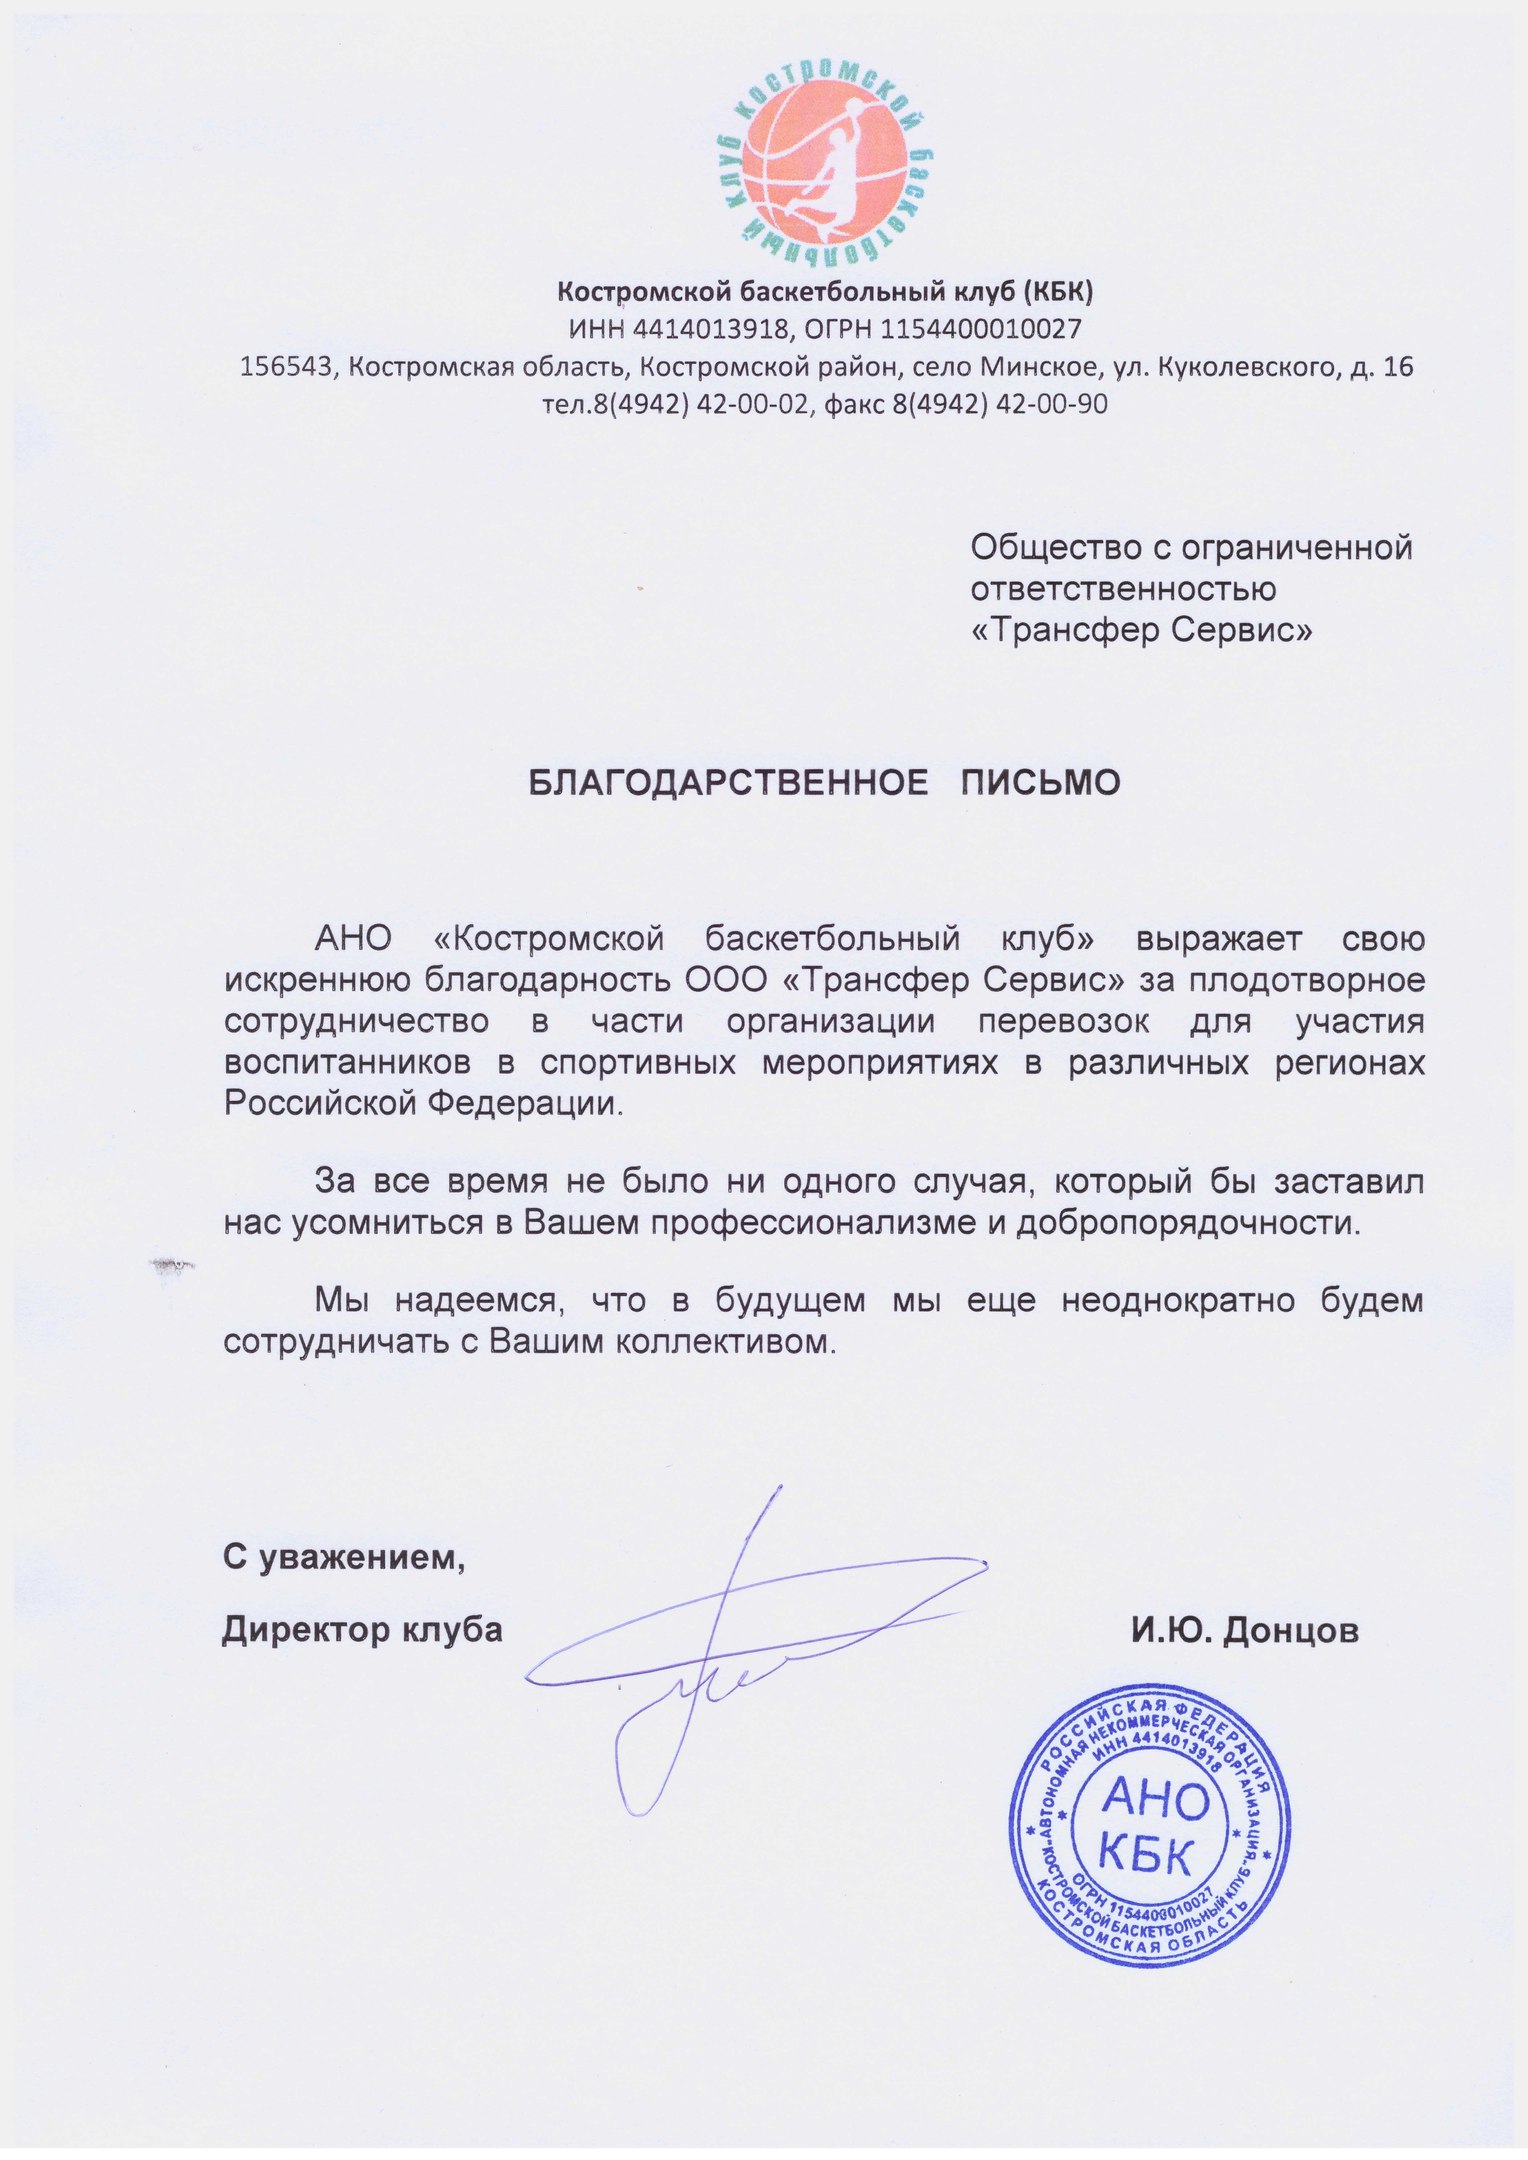 костромской баскетбольный клуб
Костромской баскетбольный клуб (КБК)
ИНН 4414013918, ОГРН 1154400010027
156543, Костромская область, Костромской район, село Минское, ул. Куколевского, д. 16
тел.8(4942) 42-00-02, факс 8(4942) 42-00-90
Общество с ограниченной
ответственностью
«Трансфер Сервис»
БЛАГОДАРСТВЕННОЕ ПИСЬМО
АНО «Костромской баскетбольный клуб» выражает свою
искреннюю благодарность ООО «Трансфер Сервис» за плодотворное
сотрудничество в части организации перевозок для участия
воспитанников в спортивных мероприятиях в различных регионах
Российской Федерации.
За все время не было ни одного случая, который бы заставил
нас усомниться в Вашем профессионализме и добропорядочности.
Мы надеемся, что в будущем мы еще неоднократно будем
сотрудничать с Вашим коллективом.
С уважением,
Директор клуба И.Ю. Донцов
РОССИЙСКАЯ ФЕДЕРАЦИЯ
АВТОНОМНАЯ НЕКОММЕРЧЕСКАЯ ОРГАНИЗАЦИЯ
ИНН 4414013918
АНО
КБК
ОГРН 1154400010027
"КОСТРОМСКОЙ БАСКЕТБОЛЬНЫЙ КЛУБ"
КОСТРОМСКАЯ ОБЛАСТЬ